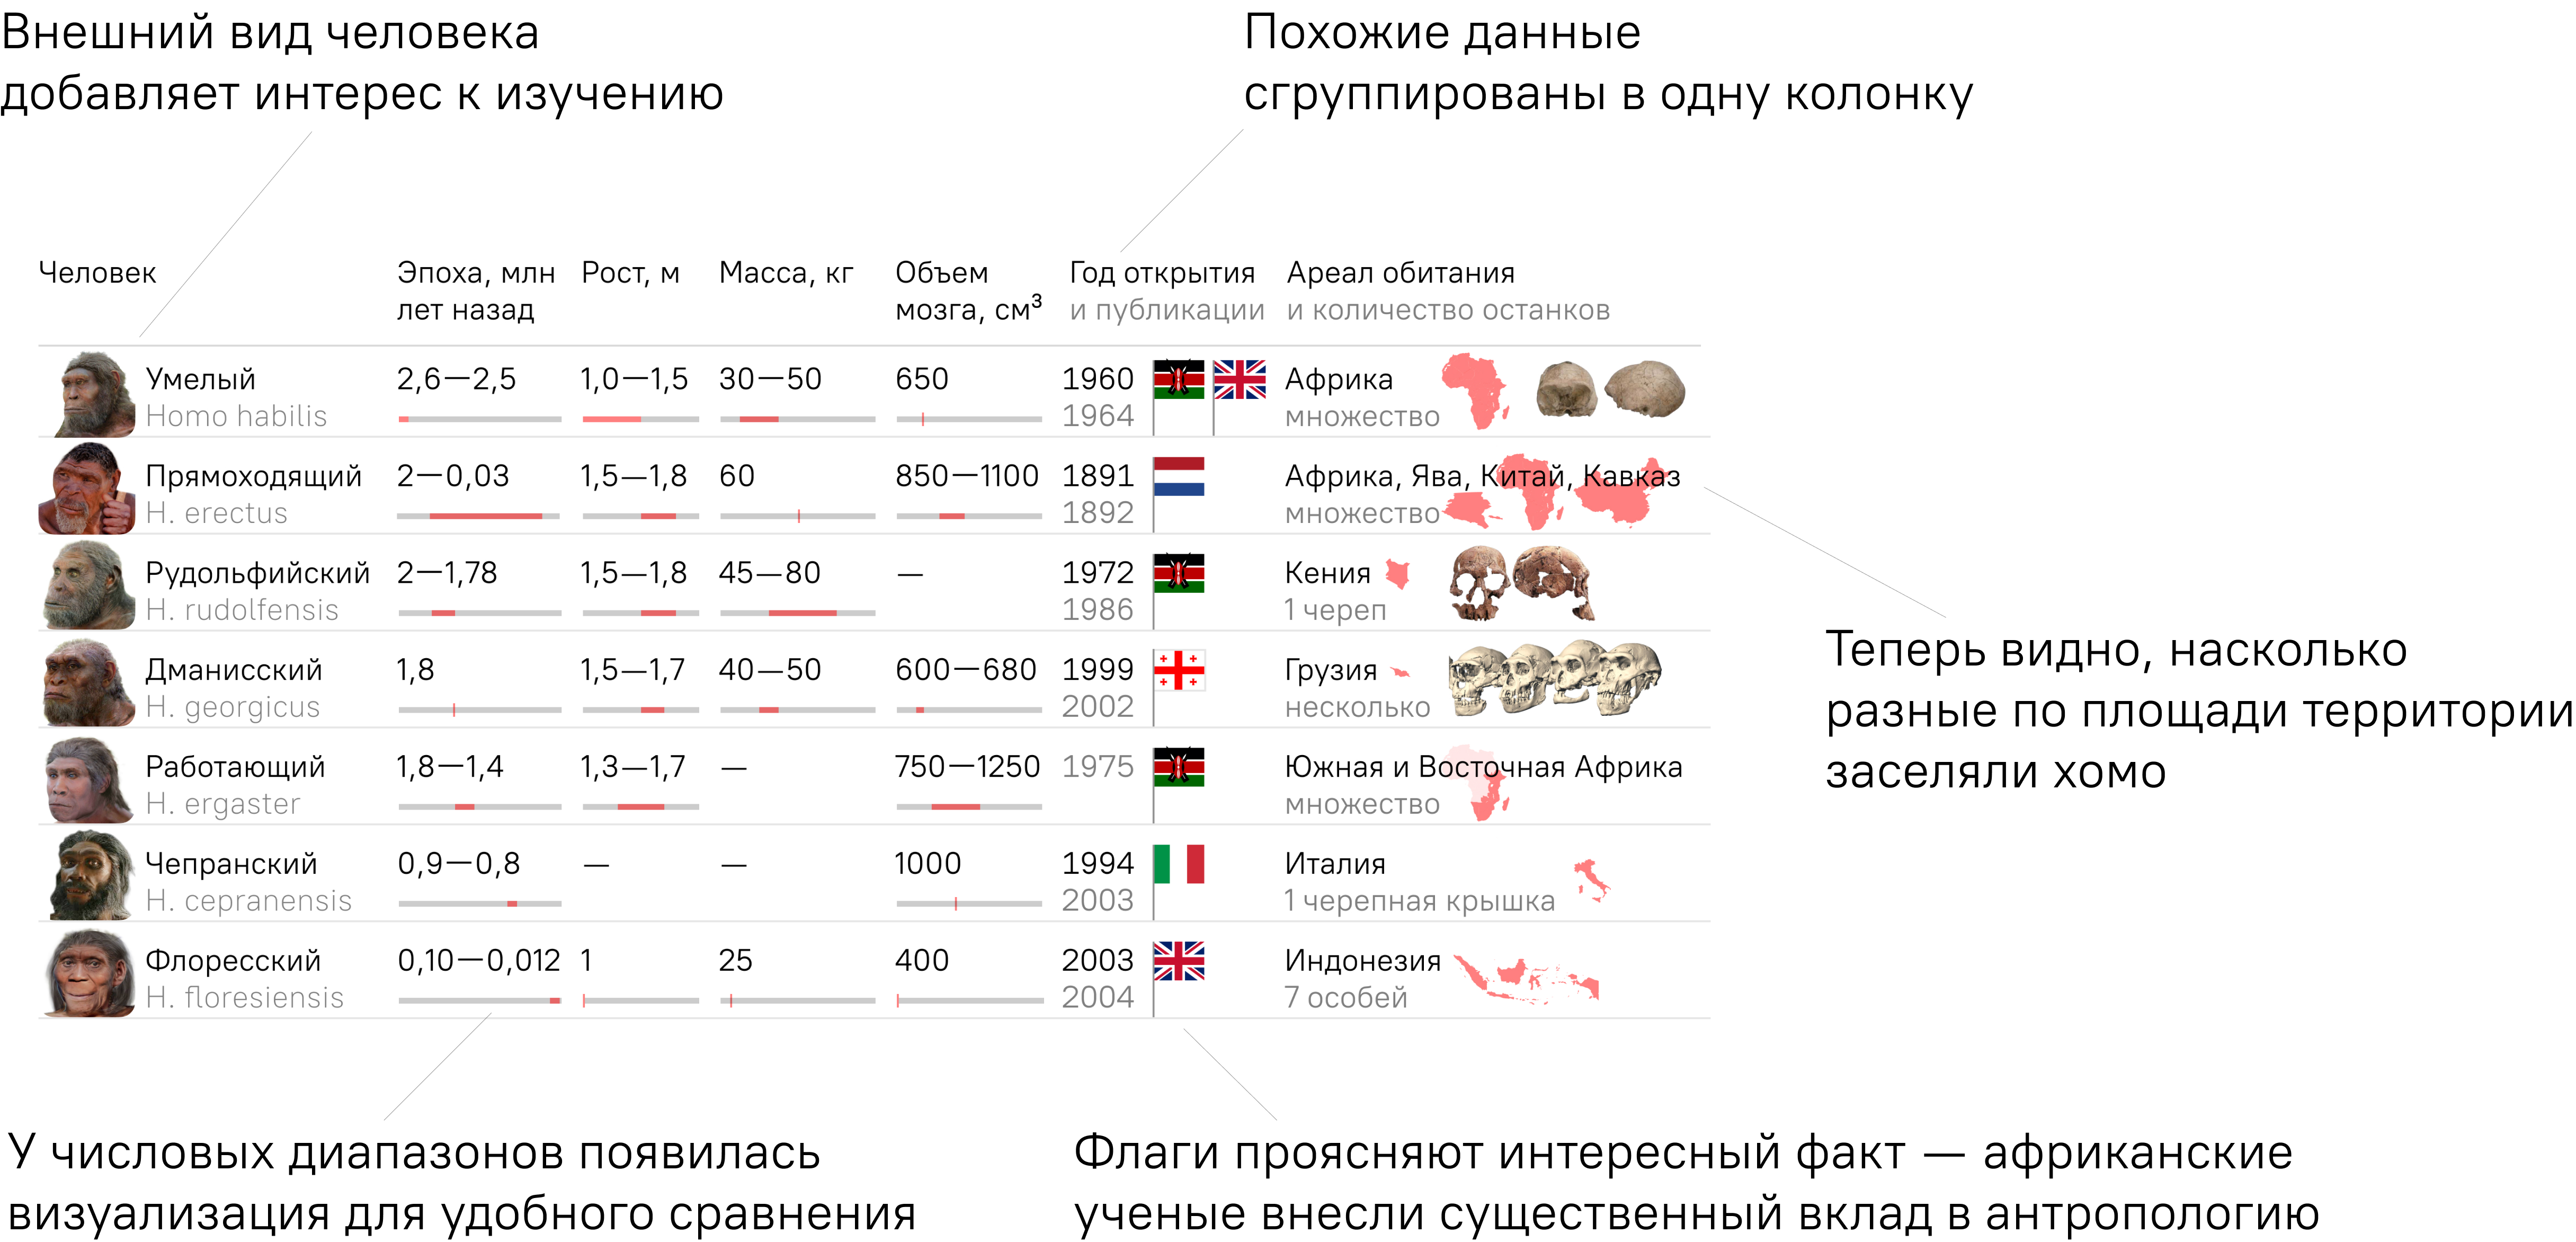 Внешний вид человека
добавляет интерес к изучению
Похожие данные
сгруппированы в одну колонку
Человек
Эпоха, млн
лет назад
Рост, м
Масса, кг
Объем
мозга, см³
Год открытия
и публикации
Ареал обитания
и количество останков
Умелый 2,6—2,5 1,0—1,5 30—50 650 1960 Африка
Homo habilis 1964 множество
Прямоходящий 2—0,03 1,5—1,8 60 850—1100 1891 Африка, Ява, Китай, Кавказ
H. erectus 1892 множество
Рудольфийский 2—1,78 1,5—1,8 45—80 — 1972 Кения
H. rudolfensis 1986 1 череп
Дманисский 1,8 1,5—1,7 40—50 600—680 1999 Грузия
H. georgicus 2002 несколько
Работающий 1,8—1,4 1,3—1,7 — 750—1250 1975 Южная и Восточная Африка
H. ergaster множество
Чепранский 0,9—0,8 — — 1000 1994 Италия
H. cepranensis 2003 1 черепная крышка
Флоресский 0,10—0,012 1 25 400 2003 Индонезия
H. floresiensis 2004 7 особей
Теперь видно, насколько
разные по площади территории
заселяли хомо
У числовых диапазонов появилась
визуализация для удобного сравнения
Флаги проясняют интересный факт — африканские
ученые внесли существенный вклад в антропологию